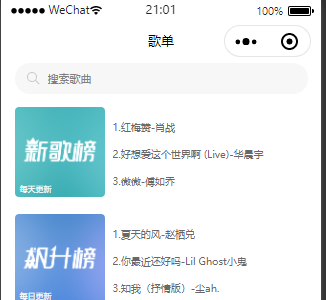 WeChat 21:01 100%
歌单
搜索歌曲
新歌榜
每天更新
1.红梅赞-肖战
2.好想爱这个世界啊 (Live)-华晨宇
3.微微-傅如乔
飙升榜
每日更新
1.夏天的风-赵栖兑
2.你最近还好吗-Lil Ghost小鬼
3.知我（抒情版）-尘ah.